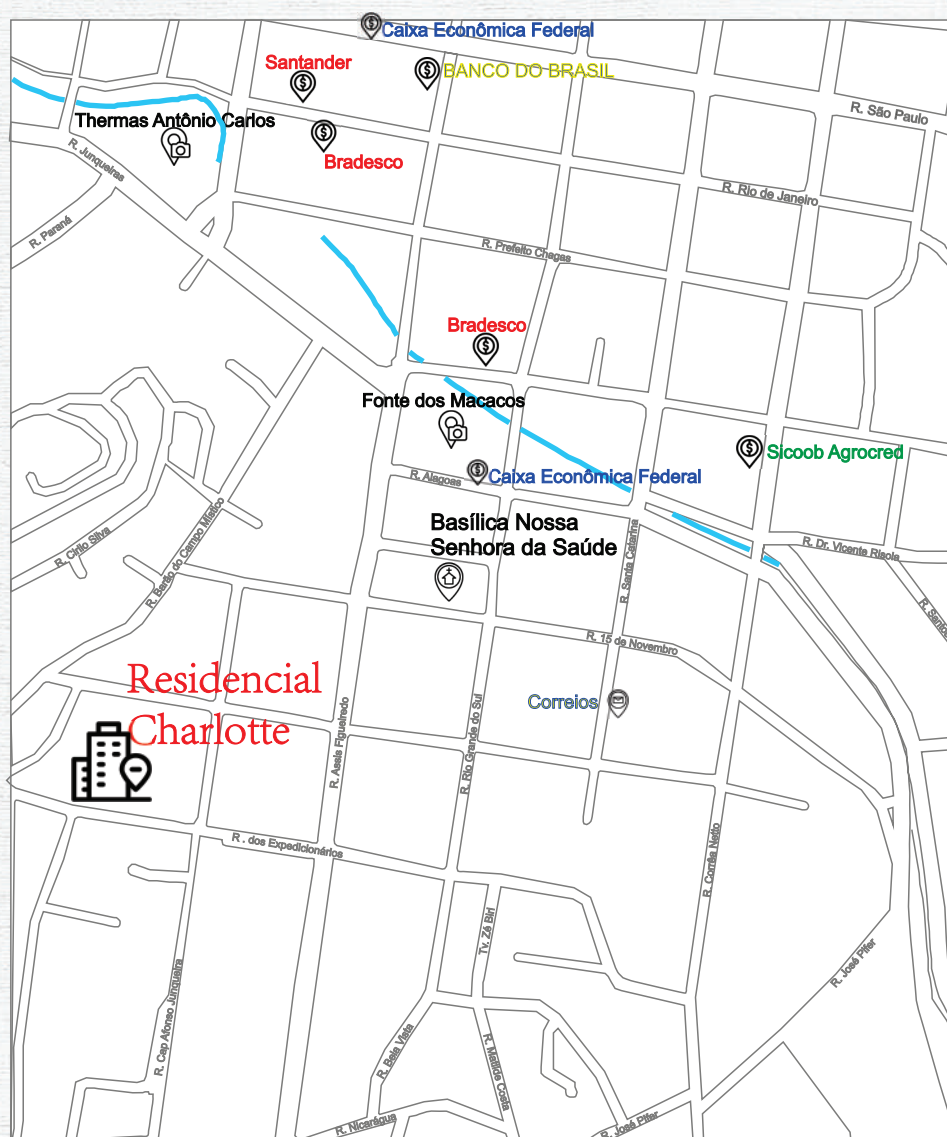 Caixa Econômica Federal
Santander
BANCO DO BRASIL
R. São Paulo
Thermas Antônio Carlos
Bradesco
R. Junqueiras
R. Rio de Janeiro
R. Paraná
R. Prefeito Chagas
Bradesco
Fonte dos Macacos
Sicoob Agrocred
R. Alagoas
Caixa Econômica Federal
Basílica Nossa
Senhora da Saúde
R. Cirilo Silva
R. Barão do Campo Místico
R. Santa Catarina
R. Dr. Vicente Risola
R. 15 de Novembro
Residencial
Charlotte
Correios
R. Assis Figueiredo
R. Rio Grande do Sul
R. dos Expedicionários
R. Corrêa Netto
Tv. Zé Biri
R. José Piffer
R. Cap Afonso Junqueira
R. Bela Vista
R. Matilde Costa
R. Nicarágua
R. José Piffer